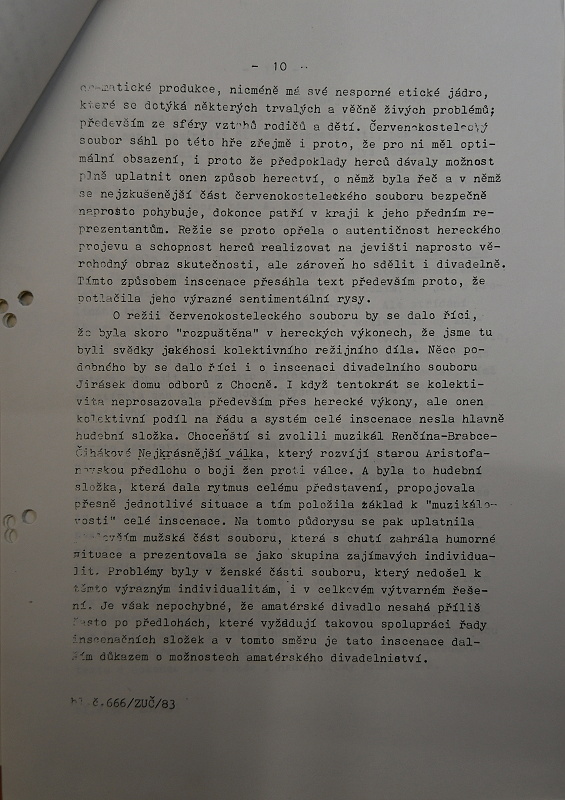 - 10 -
produkce, nicméně má své nesporné etické jádro,
které se dotýká některých trvalých a věčně živých problémů;
především ze sféry vztahů rodičů a dětí. Červenokostelecký
soubor sáhl po této hře zřejmě i proto, že pro ni měl opti-
mální obsazení, i proto že předpoklady herců dávaly možnost
plně uplatnit onen způsob herectví, o němž byla řeč a v němž
se nejzkušenější část červenokosteleckého souboru bezpečně
naprosto pohybuje, dokonce patří v kraji k jeho předním re-
prezentantům. Režie se proto opřela o autentičnost hereckého
projevu a schopnost herců realizovat na jevišti naprosto vě-
rohodný obraz skutečnosti, ale zároveň ho sdělit i divadelně.
Tímto způsobem inscenace přesáhla text především proto, že
potlačila jeho výrazné sentimentální rysy.
O režii červenokosteleckého souboru by se dalo říci,
že byla skoro "rozpuštěna" v hereckých výkonech, že jsme tu
byli svědky jakéhosi kolektivního režijního díla. Něco po-
dobného by se dalo říci i o inscenaci divadelního souboru
Jirásek domu odborů z Chocně. I když tentokrát se kolekti-
vita neprosazovala především přes herecké výkony, ale onen
kolektivní podíl na řádu a systém celé inscenace nesla hlavně
hudební složka. Choceňští si zvolili muzikál Renčína-Brabce-
Čihákové Nejkrásnější válka, který rozvíjí starou Aristofa-
novskou předlohu o boji žen proti válce. A byla to hudební
složka, která dala rytmus celému představení, propojovala
přesně jednotlivé situace a tím položila základ k "muzikálo-
vosti" celé inscenace. Na tomto půdorysu se pak uplatnila
především mužská část souboru, která s chutí zahrála humorné
situace a prezentovala se jako skupina zajímavých individua-
lit. Problémy byly v ženské části souboru, který nedošel k
těmto výrazným individualitám, i v celkovém výtvarném řeše-
ní. Je však nepochybné, že amatérské divadlo nesahá příliš
často po předlohách, které vyžádují takovou spolupráci řady
inscenačních složek a v tomto směru je tato inscenace dal-
ším důkazem o možnostech amatérského divadelnictví.
č.666/ZUČ/83